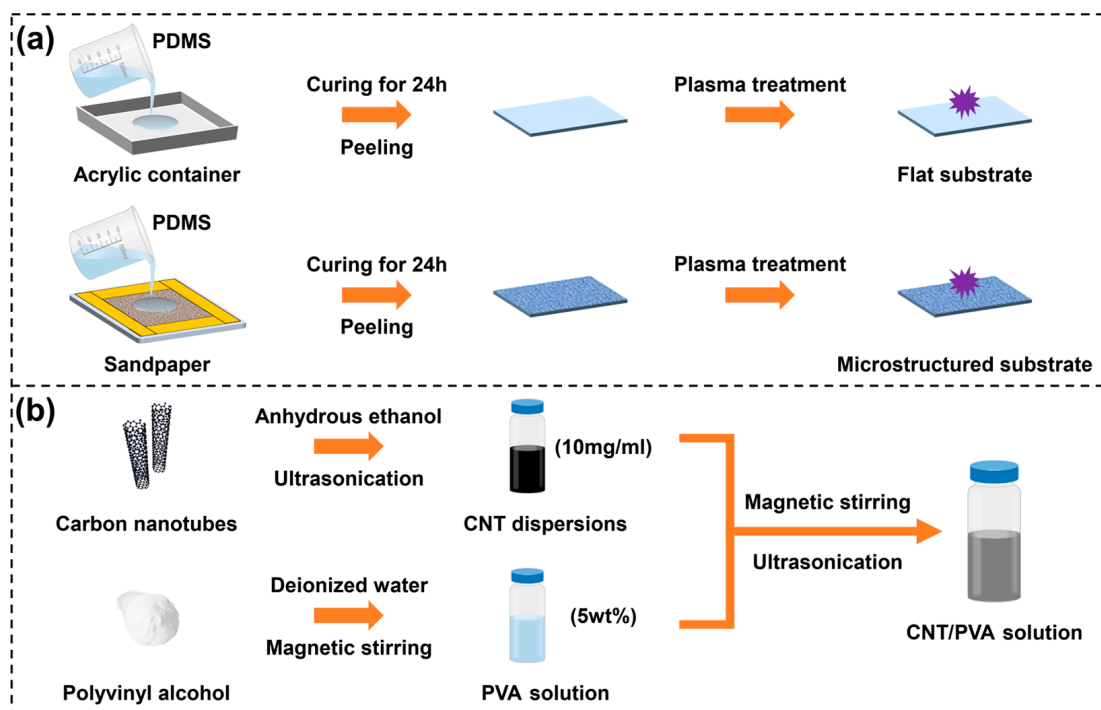 (a)
PDMS
Curing for 24h
Peeling
Plasma treatment
Acrylic container
Flat substrate
PDMS
Curing for 24h
Peeling
Plasma treatment
Sandpaper
Microstructured substrate
(b)
Anhydrous ethanol
Ultrasonication
(10mg/ml)
Carbon nanotubes
CNT dispersions
Magnetic stirring
Ultrasonication
Deionized water
Magnetic stirring
(5wt%)
CNT/PVA solution
Polyvinyl alcohol
PVA solution